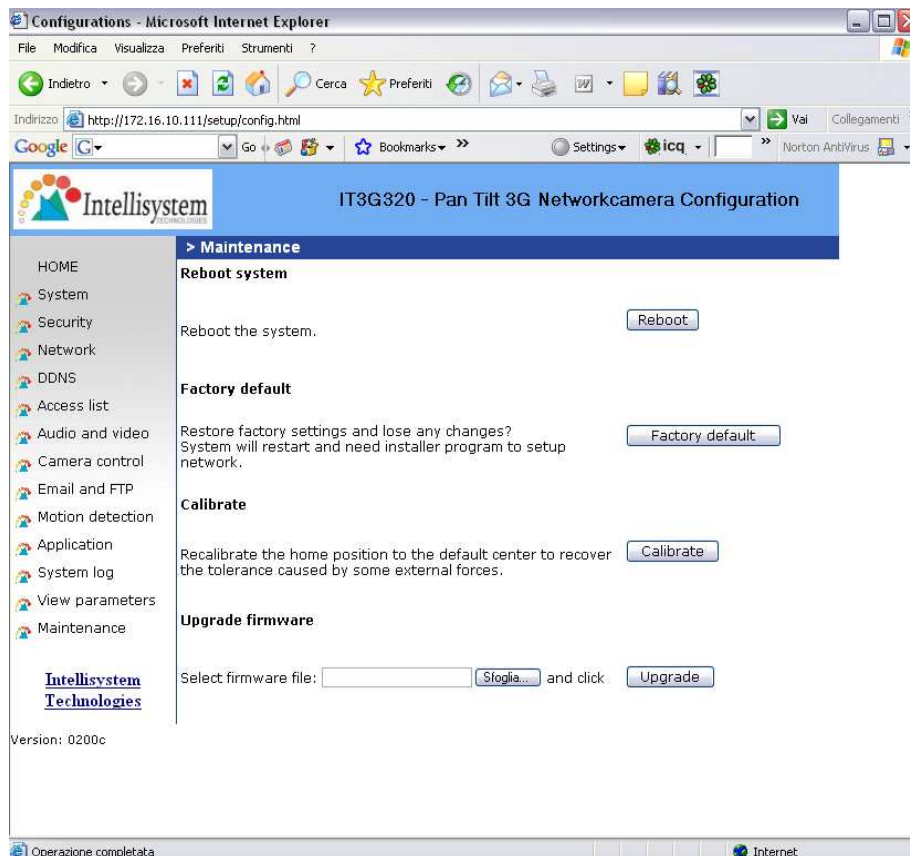 Configurations - Microsoft Internet Explorer
File Modifica Visualizza Preferiti Strumenti ?
Indietro Cerca Preferiti
Indirizzo http://172.16.10.111/setup/config.html Vai Collegamenti
Google G Go Bookmarks Settings icq Norton AntiVirus
Intellisystem
TECHNOLOGIES
IT3G320 - Pan Tilt 3G Networkcamera Configuration
> Maintenance
HOME
System
Security
Network
DDNS
Access list
Audio and video
Camera control
Email and FTP
Motion detection
Application
System log
View parameters
Maintenance
Intellisystem
Technologies
Version: 0200c
Reboot system
Reboot the system. Reboot
Factory default
Restore factory settings and lose any changes?
System will restart and need installer program to setup
network.
Factory default
Calibrate
Recalibrate the home position to the default center to recover
the tolerance caused by some external forces.
Calibrate
Upgrade firmware
Select firmware file: Sfoglia... and click Upgrade
Operazione completata Internet